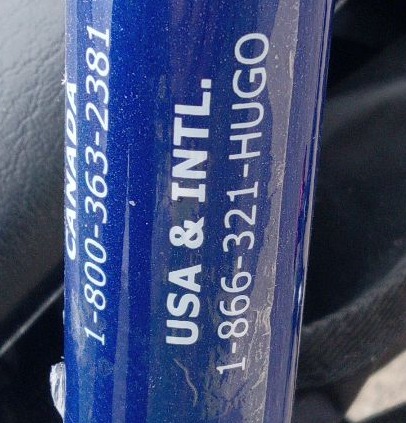 CANADA
1-800-363-2381
USA & INTL.
1-866-321-HUGO